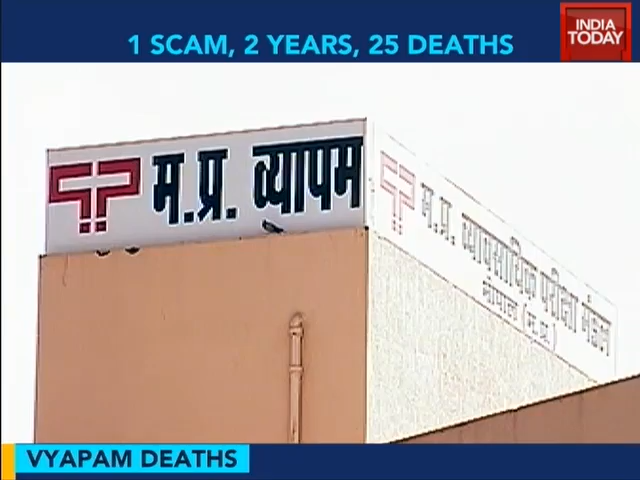 1 SCAM, 2 YEARS, 25 DEATHS
INDIA
TODAY
म.प्र. व्यापम
म.प्र. व्यावसायिक परीक्षा मंडल
भोपाल (म.प्र.)
VYAPAM DEATHS